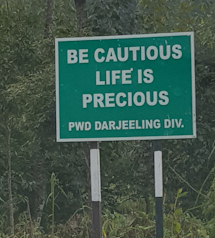 BE CAUTIOUS
LIFE IS
PRECIOUS
PWD DARJEELING DIV.